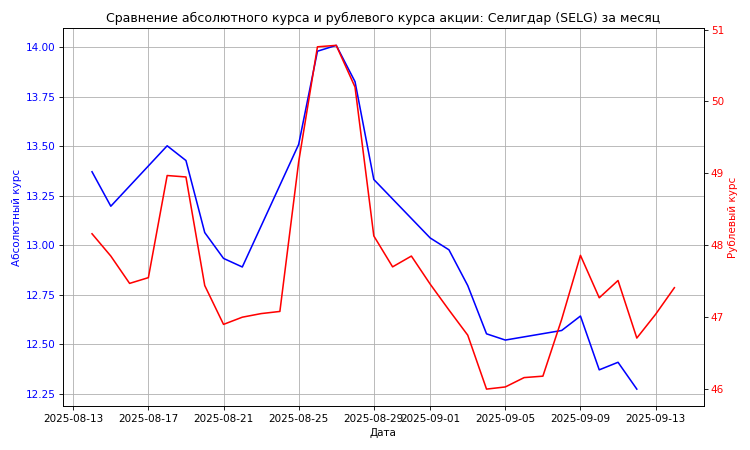 Сравнение абсолютного курса и рублевого курса акции: Селигдар (SELG) за месяц
14.00
13.75
13.50
13.25
13.00
12.75
12.50
12.25
Абсолютный курс
51
50
49
48
47
46
Рублевый курс
2025-08-13 2025-08-17 2025-08-21 2025-08-25 2025-08-29 2025-09-01 2025-09-05 2025-09-09 2025-09-13
Дата